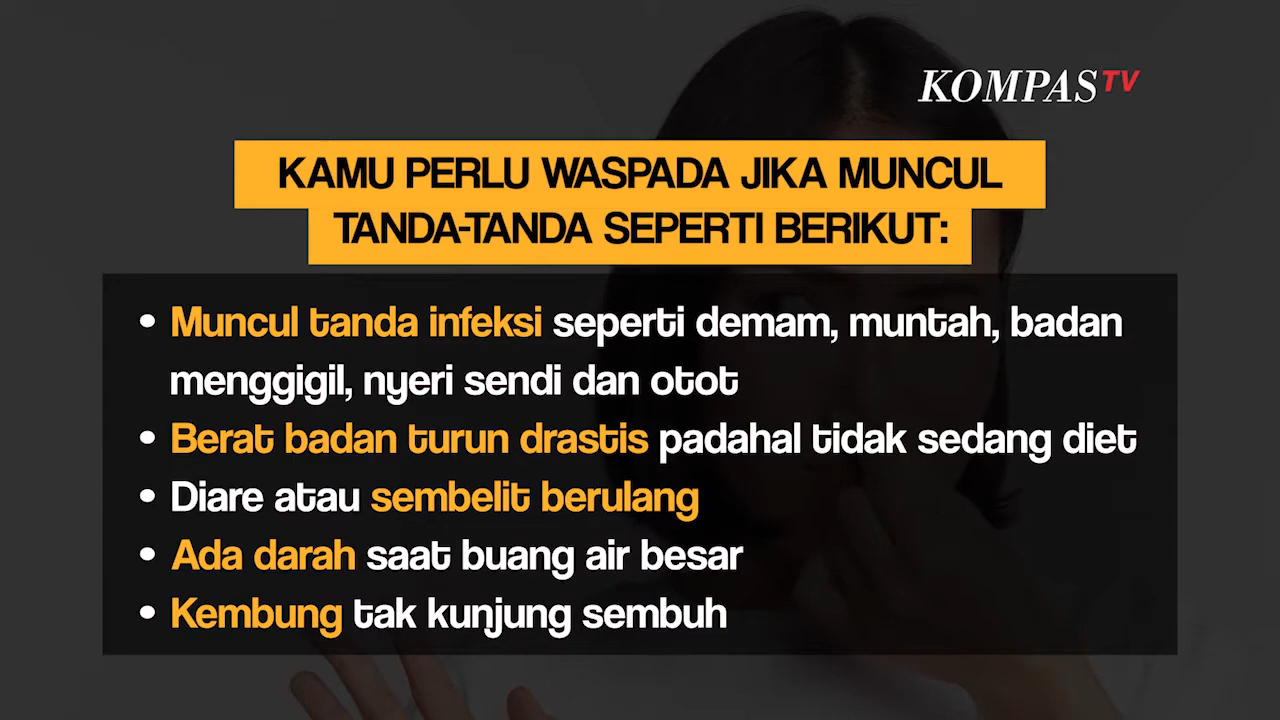 KOMPAS TV
KAMU PERLU WASPADA JIKA MUNCUL
TANDA-TANDA SEPERTI BERIKUT:
• Muncul tanda infeksi seperti demam, muntah, badan
menggigil, nyeri sendi dan otot
• Berat badan turun drastis padahal tidak sedang diet
• Diare atau sembelit berulang
• Ada darah saat buang air besar
• Kembung tak kunjung sembuh